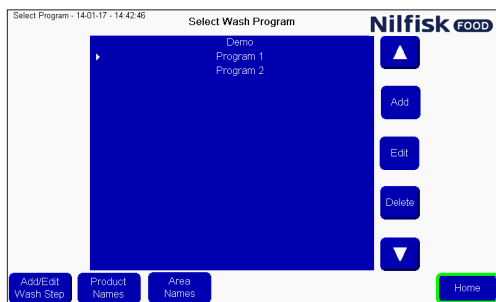 Select Program - 14-01-17 - 14:42:46
Select Wash Program
Nilfisk FOOD
Demo
Program 1
Program 2
Add
Edit
Delete
Add/Edit
Wash Step
Product
Names
Area
Names
Home